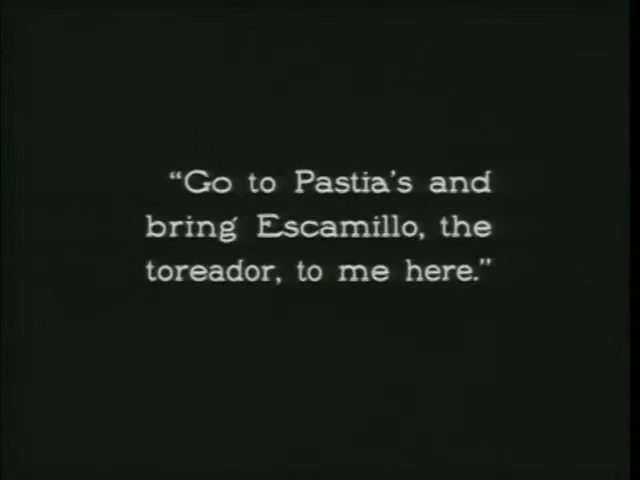 “Go to Pastia's and
bring Escamillo, the
toreador, to me here.”